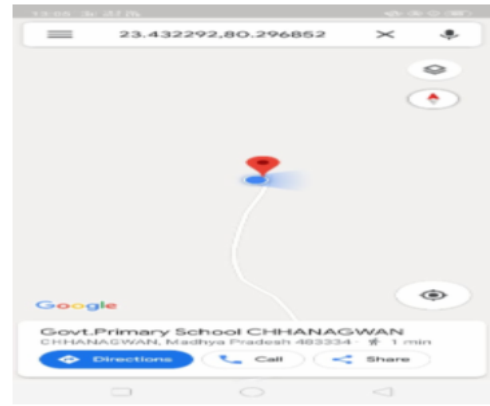 23.432292,80.296852
Google
Govt.Primary School CHHANAGWAN
CHHANAGWAN, Madhya Pradesh 483334 · 1 min
Directions
Call
Share